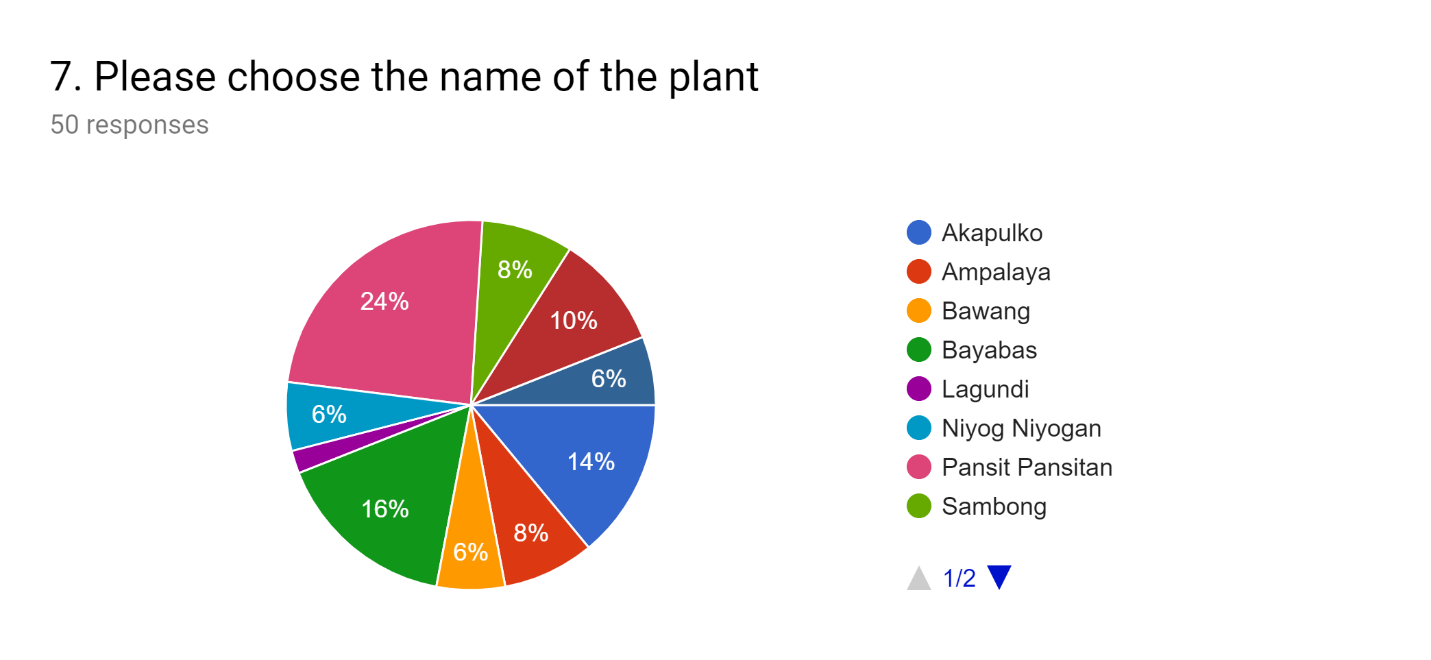 7. Please choose the name of the plant
50 responses
8%
10%
24%
6%
6%
14%
16%
8%
6%
Akapulko
Ampalaya
Bawang
Bayabas
Lagundi
Niyog Niyogan
Pansit Pansitan
Sambong
1/2